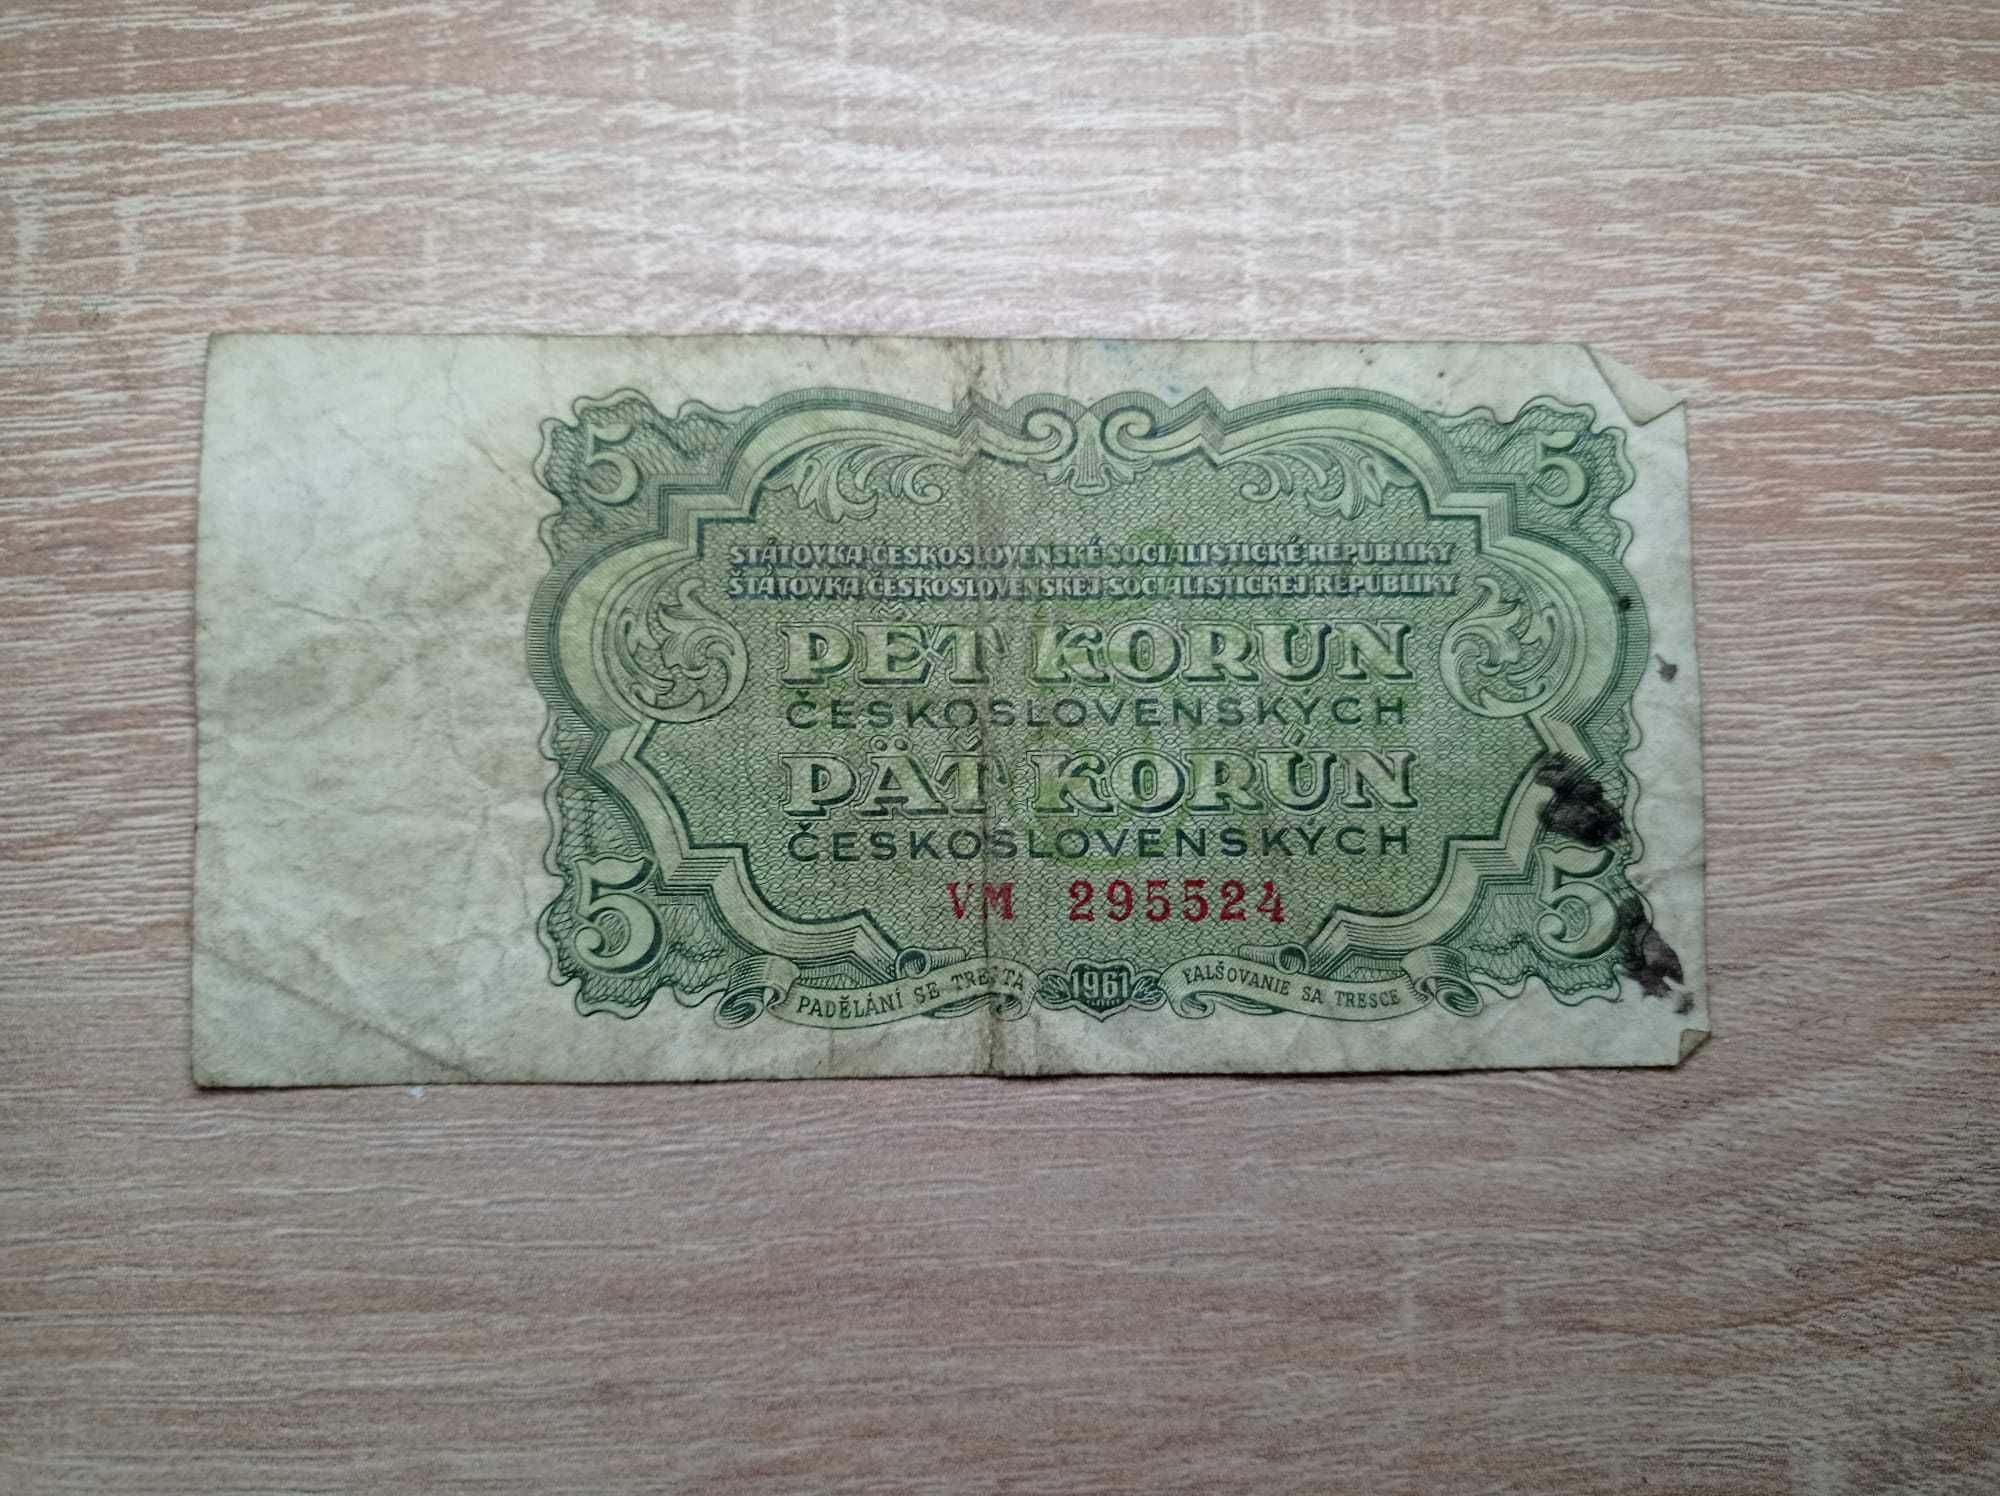 5 5
STÁTOVKA ČESKOSLOVENSKÉ SOCIALISTICKÉ REPUBLIKY
ŠTÁTOVKA ČESKOSLOVENSKEJ SOCIALISTICKEJ REPUBLIKY
PĚT KORUN
ČESKOSLOVENSKÝCH
PÄŤ KORÚN
ČESKOSLOVENSKÝCH
5 5
VM 295524
PADĚLÁNÍ SE TRESTÁ 1961 FALŠOVANIE SA TRESCE